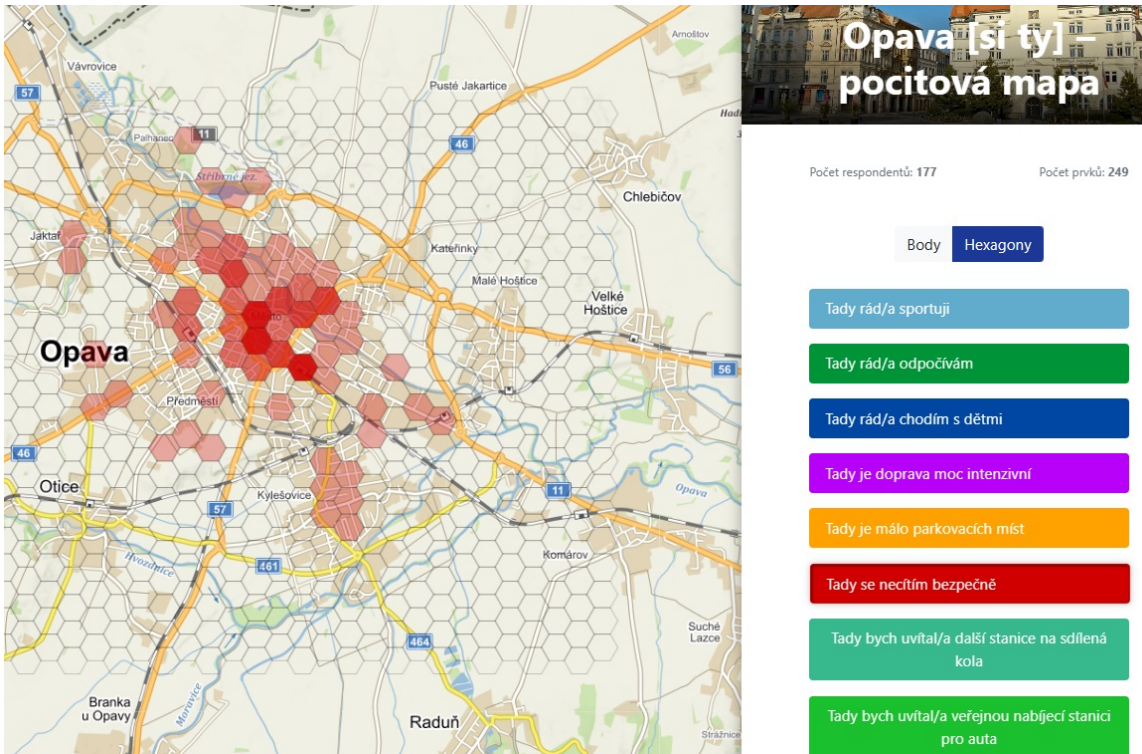 Opava [si ty] –
pocitová mapa
Počet respondentů: 177
Počet prvků: 249
Body
Hexagony
Tady rád/a sportuji
Tady rád/a odpočívám
Tady rád/a chodím s dětmi
Tady je doprava moc intenzivní
Tady je málo parkovacích míst
Tady se necítím bezpečně
Tady bych uvítal/a další stanice na sdílená
kola
Tady bych uvítal/a veřejnou nabíjecí stanici
pro auta
Arnoštov
Vávrovice
Pusté Jakartice
57
Palhanec
11
46
Stříbrné jez.
Chlebičov
Jaktař
Kateřinky
Malé Hoštice
Velké
Hoštice
Opava
56
Předměstí
46
Otice
Kylešovice
11
Opava
57
Komárov
Hvozdnice
461
Suché
Lazce
464
Branka
u Opavy
Moravice
Raduň
Strážnice